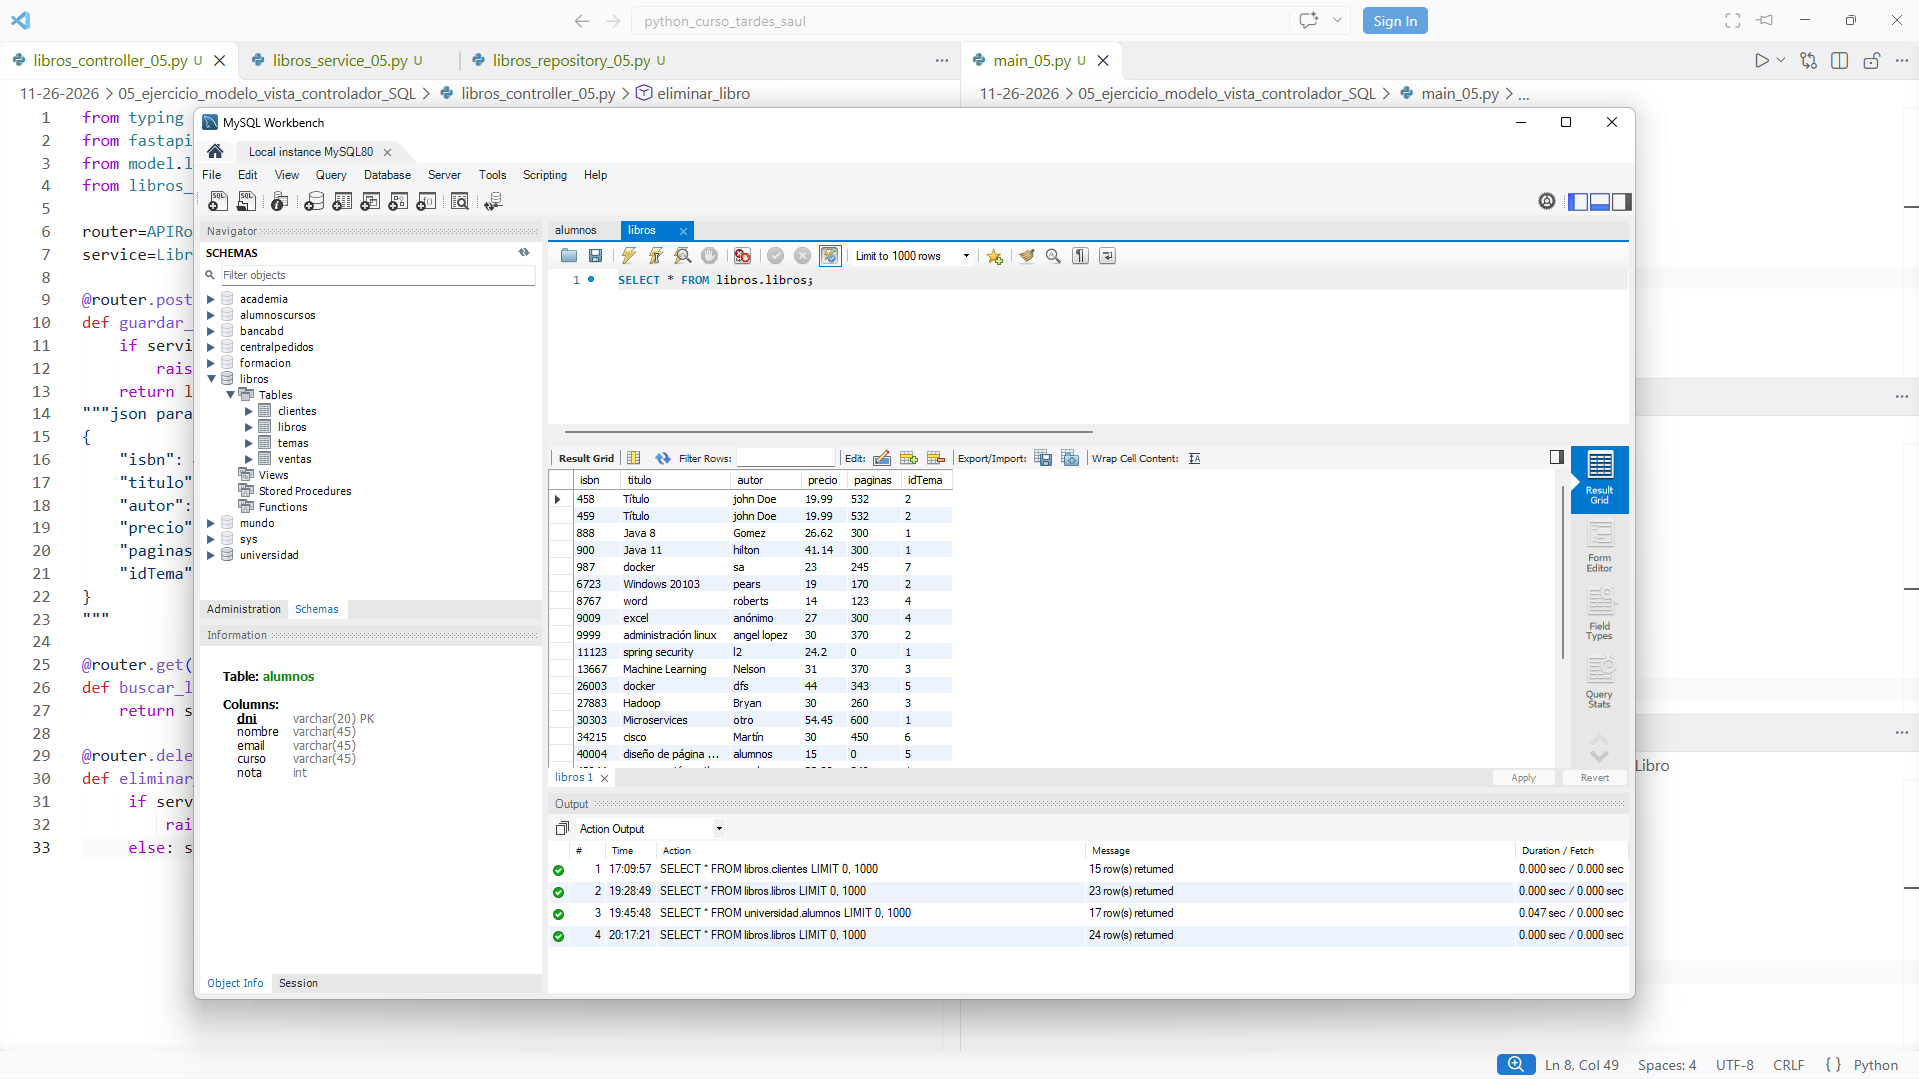 python_curso_tardes_saul
Sign In
libros_controller_05.py U
libros_service_05.py U
libros_repository_05.py U
main_05.py U
11-26-2026 > 05_ejercicio_modelo_vista_controlador_SQL > libros_controller_05.py > eliminar_libro
11-26-2026 > 05_ejercicio_modelo_vista_controlador_SQL > main_05.py > ...
1 from typing
2 from fastapi
3 from model.l
4 from libros_
5
6 router=APIRo
7 service=Libr
8
9 @router.post
10 def guardar_
11 if servi
12 rais
13 return l
14 """json para
15 {
16 "isbn":
17 "titulo"
18 "autor":
19 "precio"
20 "paginas
21 "idTema"
22 }
23 """
24
25 @router.get(
26 def buscar_l
27 return s
28
29 @router.dele
30 def eliminar
31 if serv
32 rai
33 else: s
Libro
MySQL Workbench
Local instance MySQL80
File Edit View Query Database Server Tools Scripting Help
Navigator
SCHEMAS
Filter objects
academia
alumnoscursos
bancabd
centralpedidos
formacion
libros
Tables
clientes
libros
temas
ventas
Views
Stored Procedures
Functions
mundo
sys
universidad
Administration Schemas
Information
Table: alumnos
Columns:
dni varchar(20) PK
nombre varchar(45)
email varchar(45)
curso varchar(45)
nota int
Object Info Session
alumnos libros
Limit to 1000 rows
1 SELECT * FROM libros.libros;
Result Grid Filter Rows: Edit: Export/Import: Wrap Cell Content:
isbn titulo autor precio paginas idTema
458 Título john Doe 19.99 532 2
459 Título john Doe 19.99 532 2
888 Java 8 Gomez 26.62 300 1
900 Java 11 hilton 41.14 300 1
987 docker sa 23 245 7
6723 Windows 20103 pears 19 170 2
8767 word roberts 14 123 4
9009 excel anónimo 27 300 4
9999 administración linux angel lopez 30 370 2
11123 spring security l2 24.2 0 1
13667 Machine Learning Nelson 31 370 3
26003 docker dfs 44 343 5
27883 Hadoop Bryan 30 260 3
30303 Microservices otro 54.45 600 1
34215 cisco Martín 30 450 6
40004 diseño de página ... alumnos 15 0 5
Result Grid
Form Editor
Field Types
Query Stats
libros 1
Apply Revert
Output
Action Output
# Time Action Message Duration / Fetch
1 17:09:57 SELECT * FROM libros.clientes LIMIT 0, 1000 15 row(s) returned 0.000 sec / 0.000 sec
2 19:28:49 SELECT * FROM libros.libros LIMIT 0, 1000 23 row(s) returned 0.000 sec / 0.000 sec
3 19:45:48 SELECT * FROM universidad.alumnos LIMIT 0, 1000 17 row(s) returned 0.047 sec / 0.000 sec
4 20:17:21 SELECT * FROM libros.libros LIMIT 0, 1000 24 row(s) returned 0.000 sec / 0.000 sec
Ln 8, Col 49 Spaces: 4 UTF-8 CRLF { } Python